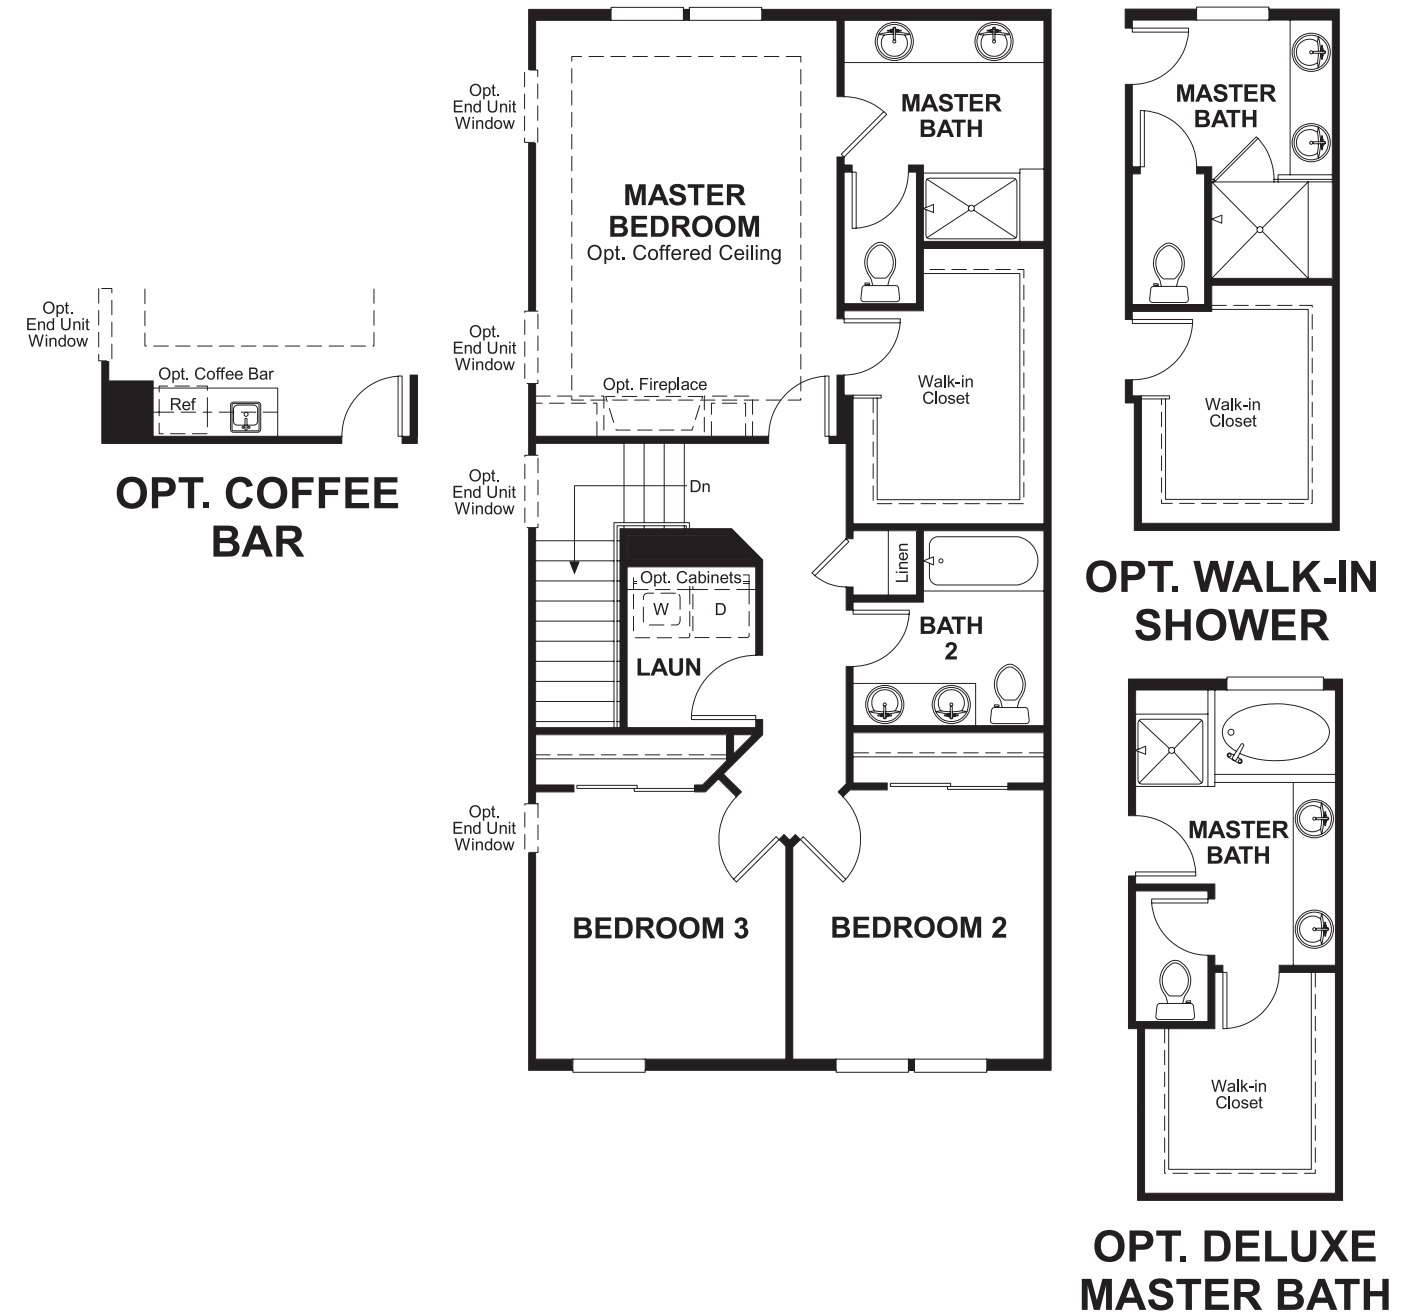 Opt.
End Unit
Window
MASTER
BATH
MASTER
BEDROOM
Opt. Coffered Ceiling
Opt.
End Unit
Window
Opt. Fireplace
Walk-in
Closet
Opt.
End Unit
Window
Dn
Opt. Cabinets
W
D
LAUN
Linen
BATH
2
Opt.
End Unit
Window
BEDROOM 3
BEDROOM 2
Opt.
End Unit
Window
Opt. Coffee Bar
Ref
OPT. COFFEE
BAR
MASTER
BATH
Walk-in
Closet
OPT. WALK-IN
SHOWER
MASTER
BATH
Walk-in
Closet
OPT. DELUXE
MASTER BATH